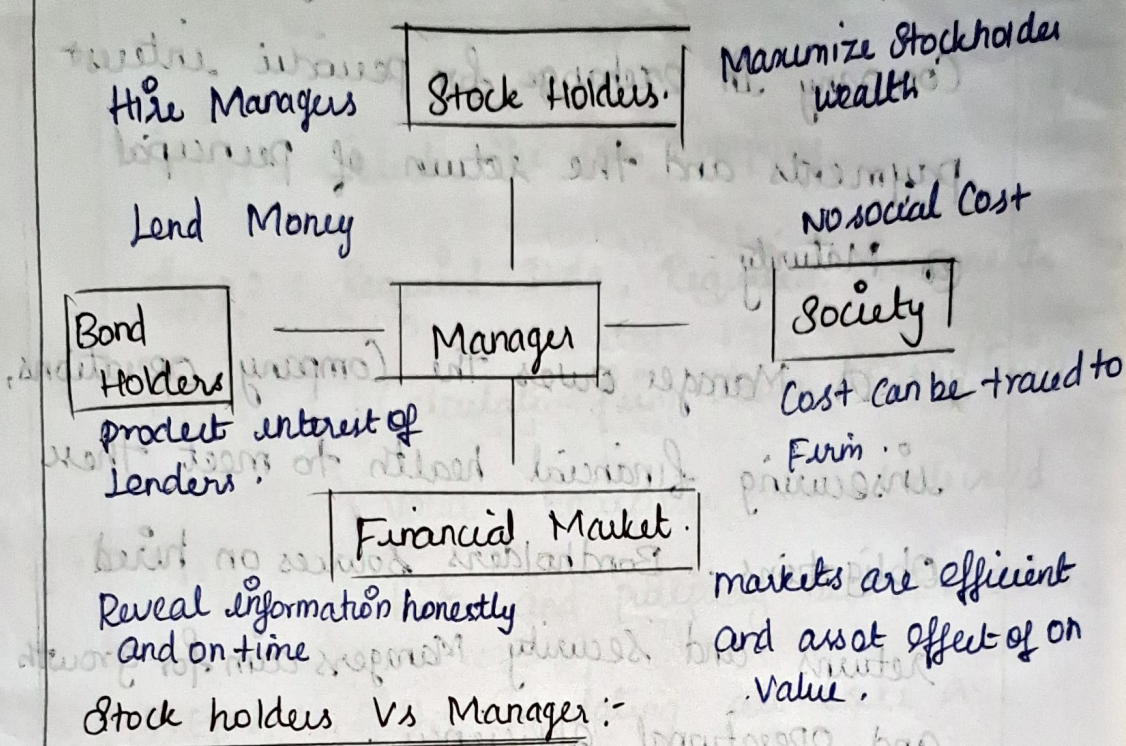 Stock Holders.
Maximize Stockholder
wealth
Hire Managers
Lend Money
No social Cost
Bond
Holders
Manager
Society
product interest of
Lenders.
Cost can be traud to
Firm.
Financial Market.
Reveal information honestly
and on time
markets are efficient
and assat effect of on
Value.
Stock holders Vs Manager:-